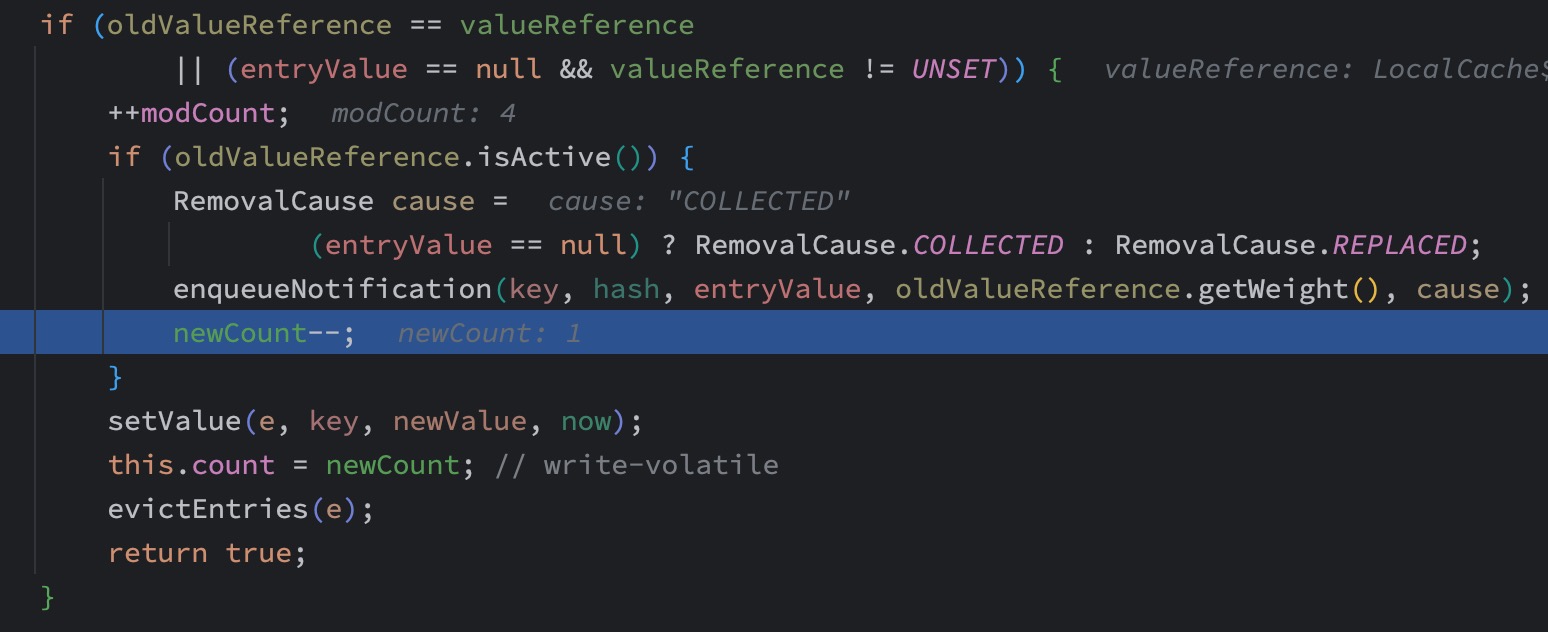 if (oldValueReference == valueReference
|| (entryValue == null && valueReference != UNSET)) { valueReference: LocalCache$
++modCount; modCount: 4
if (oldValueReference.isActive()) {
RemovalCause cause = cause: "COLLECTED"
(entryValue == null) ? RemovalCause.COLLECTED : RemovalCause.REPLACED;
enqueueNotification(key, hash, entryValue, oldValueReference.getWeight(), cause);
newCount--; newCount: 1
}
setValue(e, key, newValue, now);
this.count = newCount; // write-volatile
evictEntries(e);
return true;
}